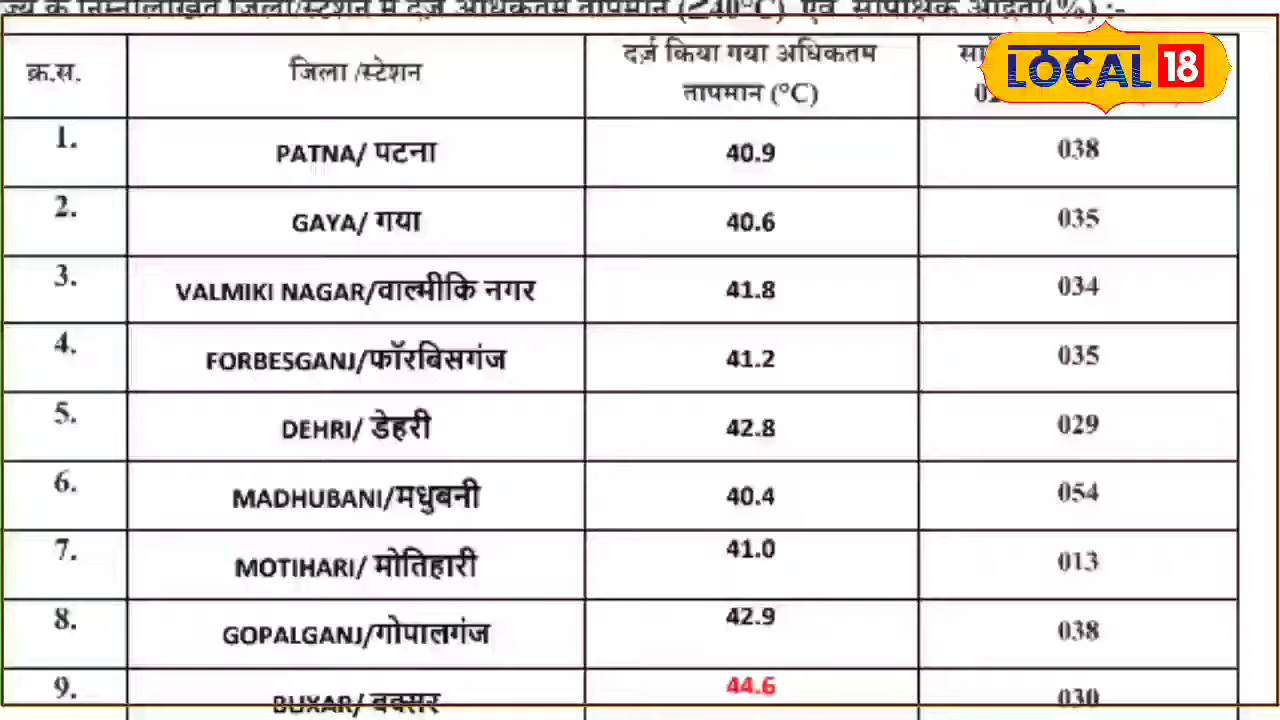 के निम्नलिखित जिला/स्टेशन में दर्ज़ अधिकतम तापमान (≥40°C) एवं सापेक्षिक आर्द्रता(%) :-
क्र.स. जिला /स्टेशन दर्ज़ किया गया अधिकतम तापमान (°C)
LOCAL 18
1. PATNA/ पटना 40.9 038
2. GAYA/ गया 40.6 035
3. VALMIKI NAGAR/वाल्मीकि नगर 41.8 034
4. FORBESGANJ/फॉरबिसगंज 41.2 035
5. DEHRI/ डेहरी 42.8 029
6. MADHUBANI/मधुबनी 40.4 054
7. MOTIHARI/ मोतिहारी 41.0 013
8. GOPALGANJ/गोपालगंज 42.9 038
9. BUXAR/ बक्सर 44.6 030